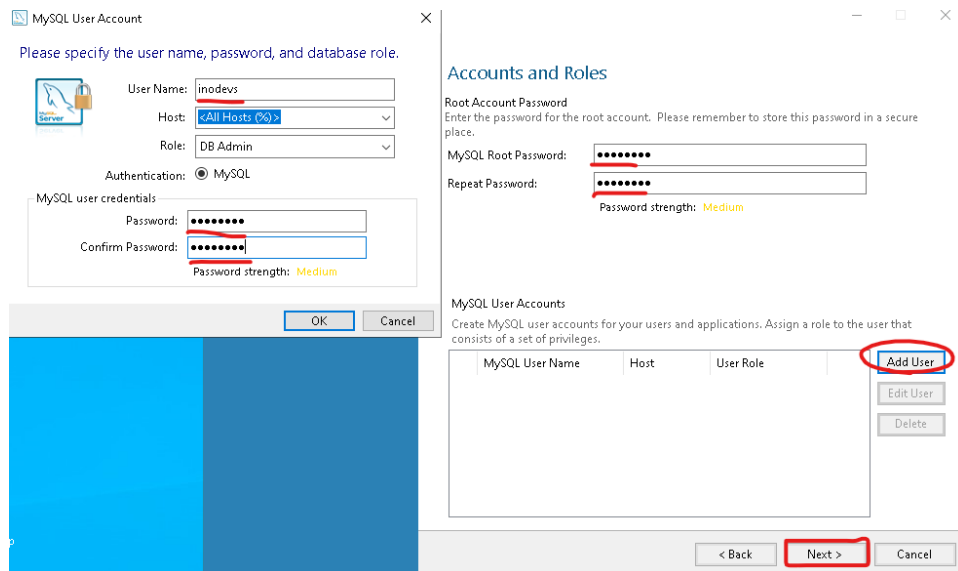 MySQL User Account
Please specify the user name, password, and database role.
User Name: inodevs
Host: <All Hosts (%)>
Role: DB Admin
MySQL
Server
Authentication: MySQL
MySQL user credentials
Password: ●●●●●●●●
Confirm Password: ●●●●●●●●
Password strength: Medium
OK Cancel
Accounts and Roles
Root Account Password
Enter the password for the root account. Please remember to store this password in a secure
place.
MySQL Root Password: ●●●●●●●●
Repeat Password: ●●●●●●●●
Password strength: Medium
MySQL User Accounts
Create MySQL user accounts for your users and applications. Assign a role to the user that
consists of a set of privileges.
MySQL User Name Host User Role
Add User
Edit User
Delete
p
< Back Next > Cancel